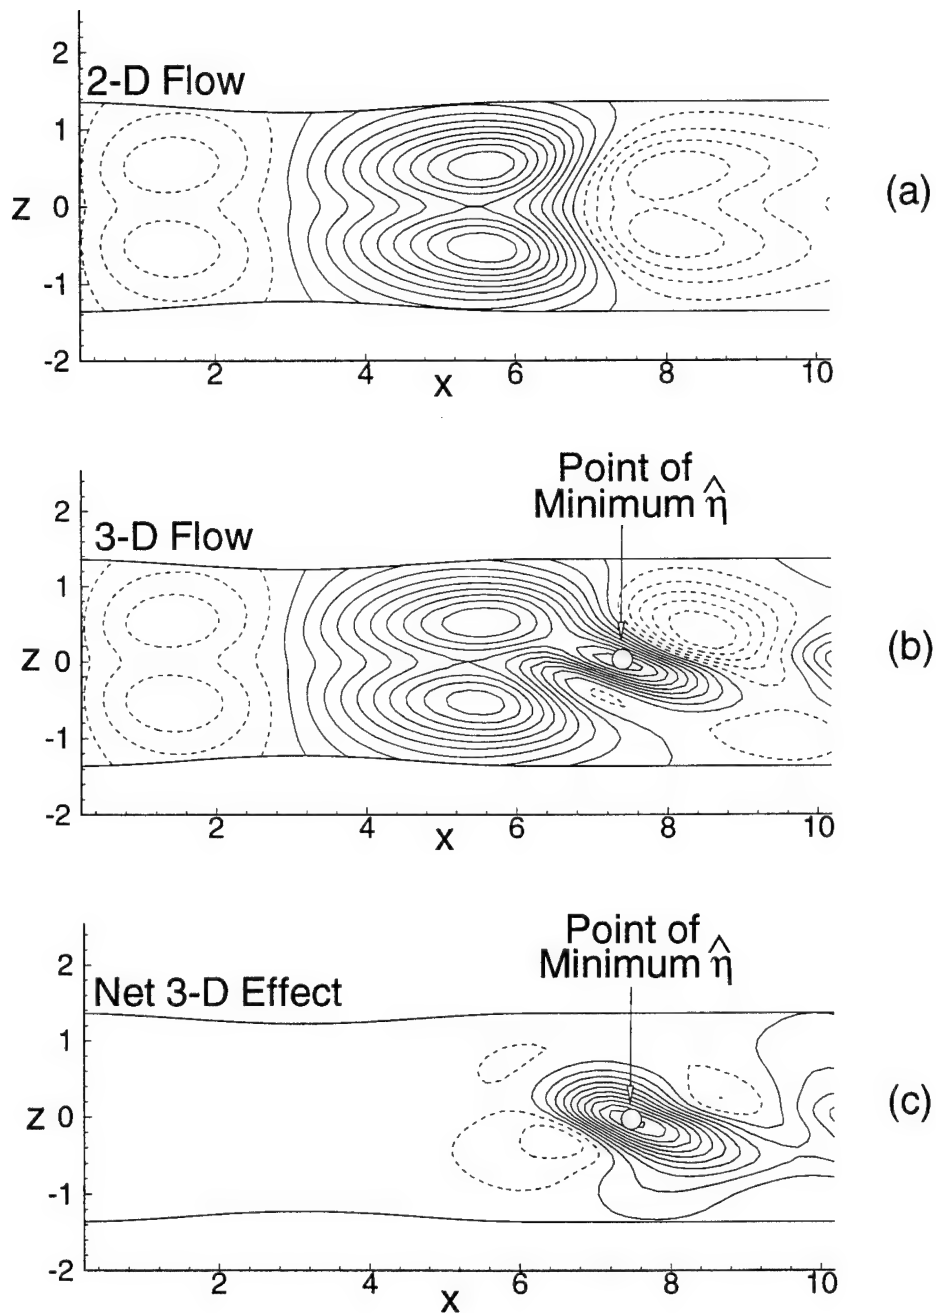 2
2-D Flow
1
Z 0
-1
-2
2 4 6 8 10
X
(a)
Point of
Minimum η̂
2
3-D Flow
1
Z 0
-1
-2
2 4 6 8 10
X
(b)
Point of
Minimum η̂
2
Net 3-D Effect
1
Z 0
-1
-2
2 4 6 8 10
X
(c)